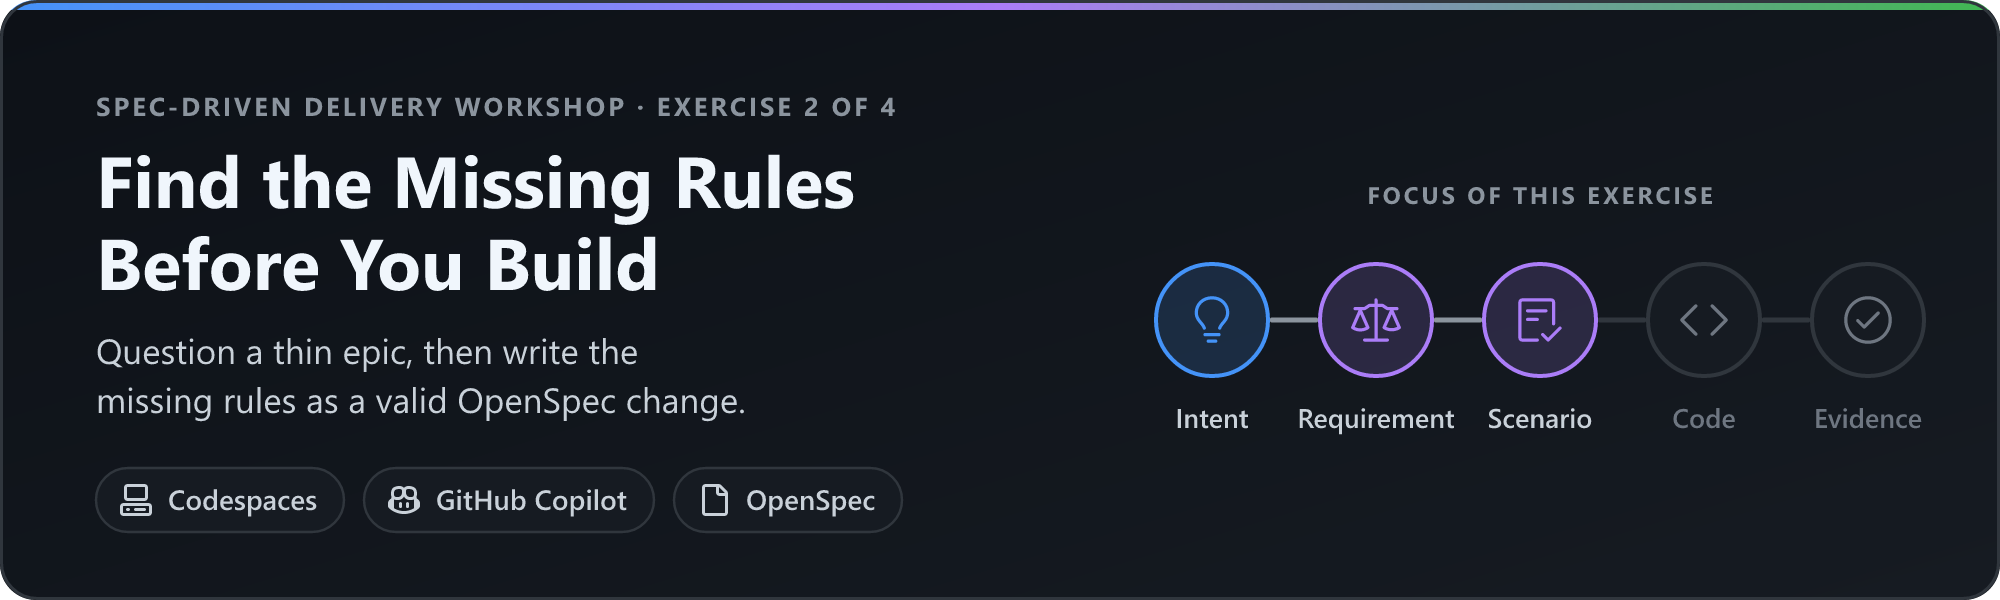 SPEC-DRIVEN DELIVERY WORKSHOP · EXERCISE 2 OF 4
Find the Missing Rules
Before You Build
Question a thin epic, then write the
missing rules as a valid OpenSpec change.
Codespaces
GitHub Copilot
OpenSpec
FOCUS OF THIS EXERCISE
Intent
Requirement
Scenario
Code
Evidence